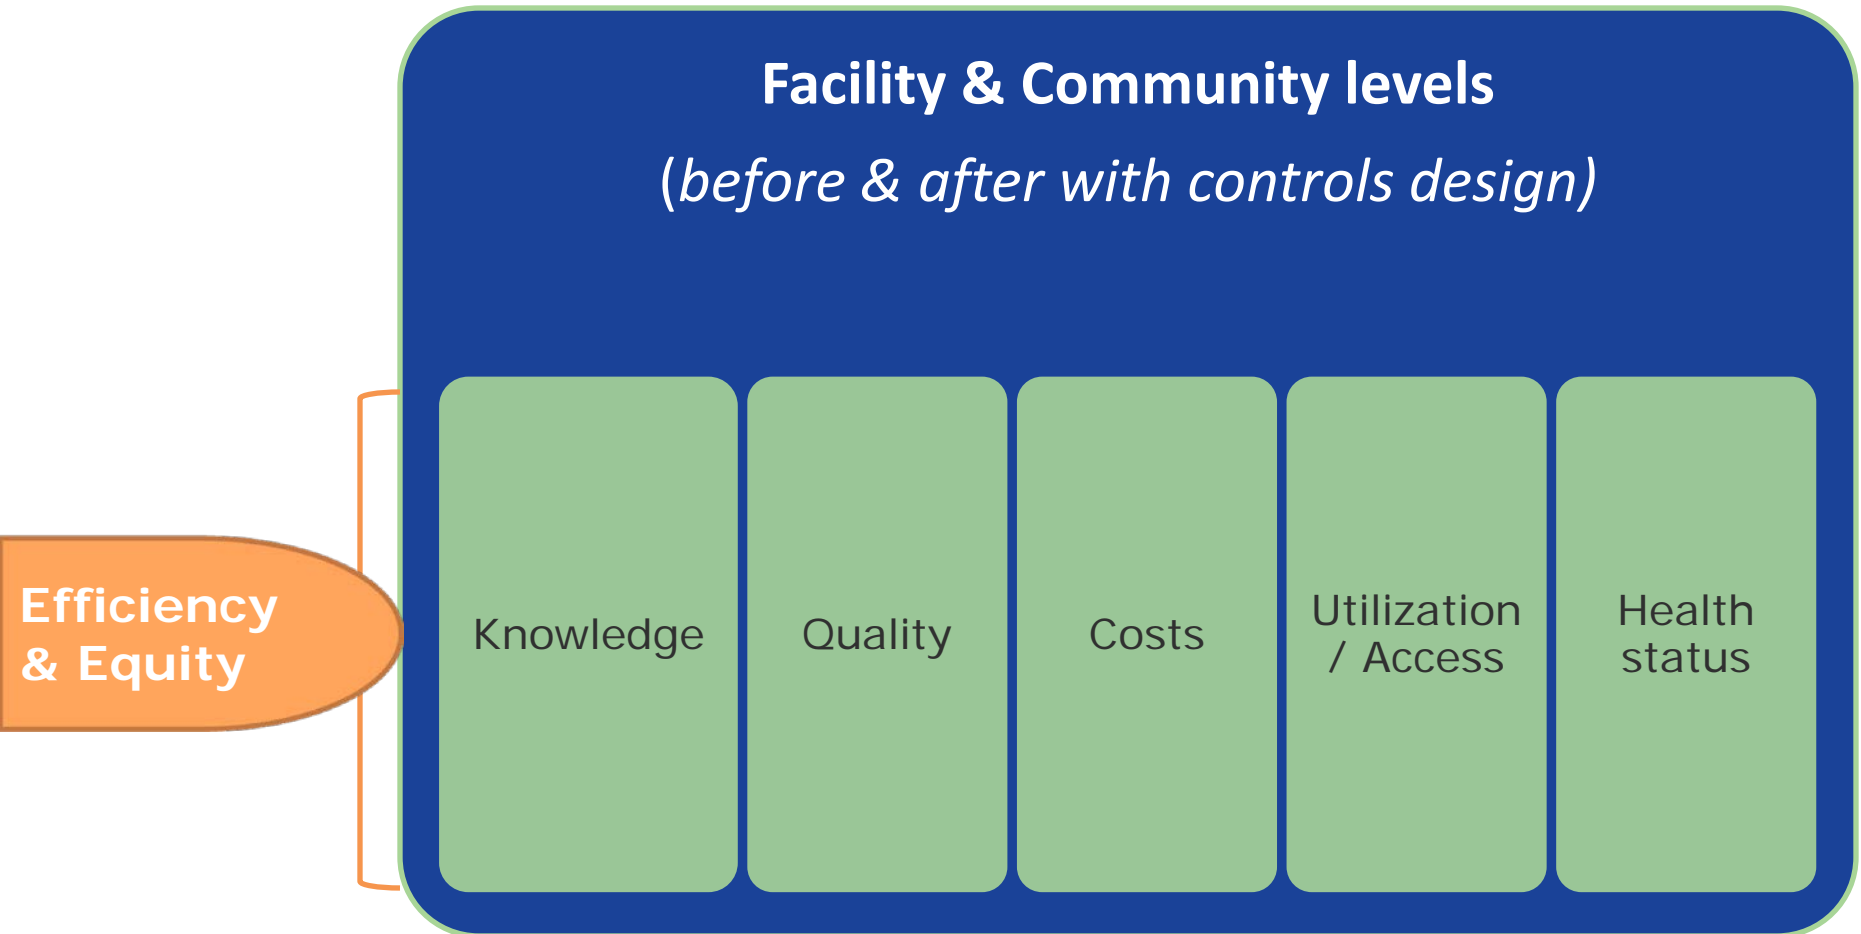 Facility & Community levels
(before & after with controls design)
Efficiency
& Equity
Knowledge
Quality
Costs
Utilization
/ Access
Health
status